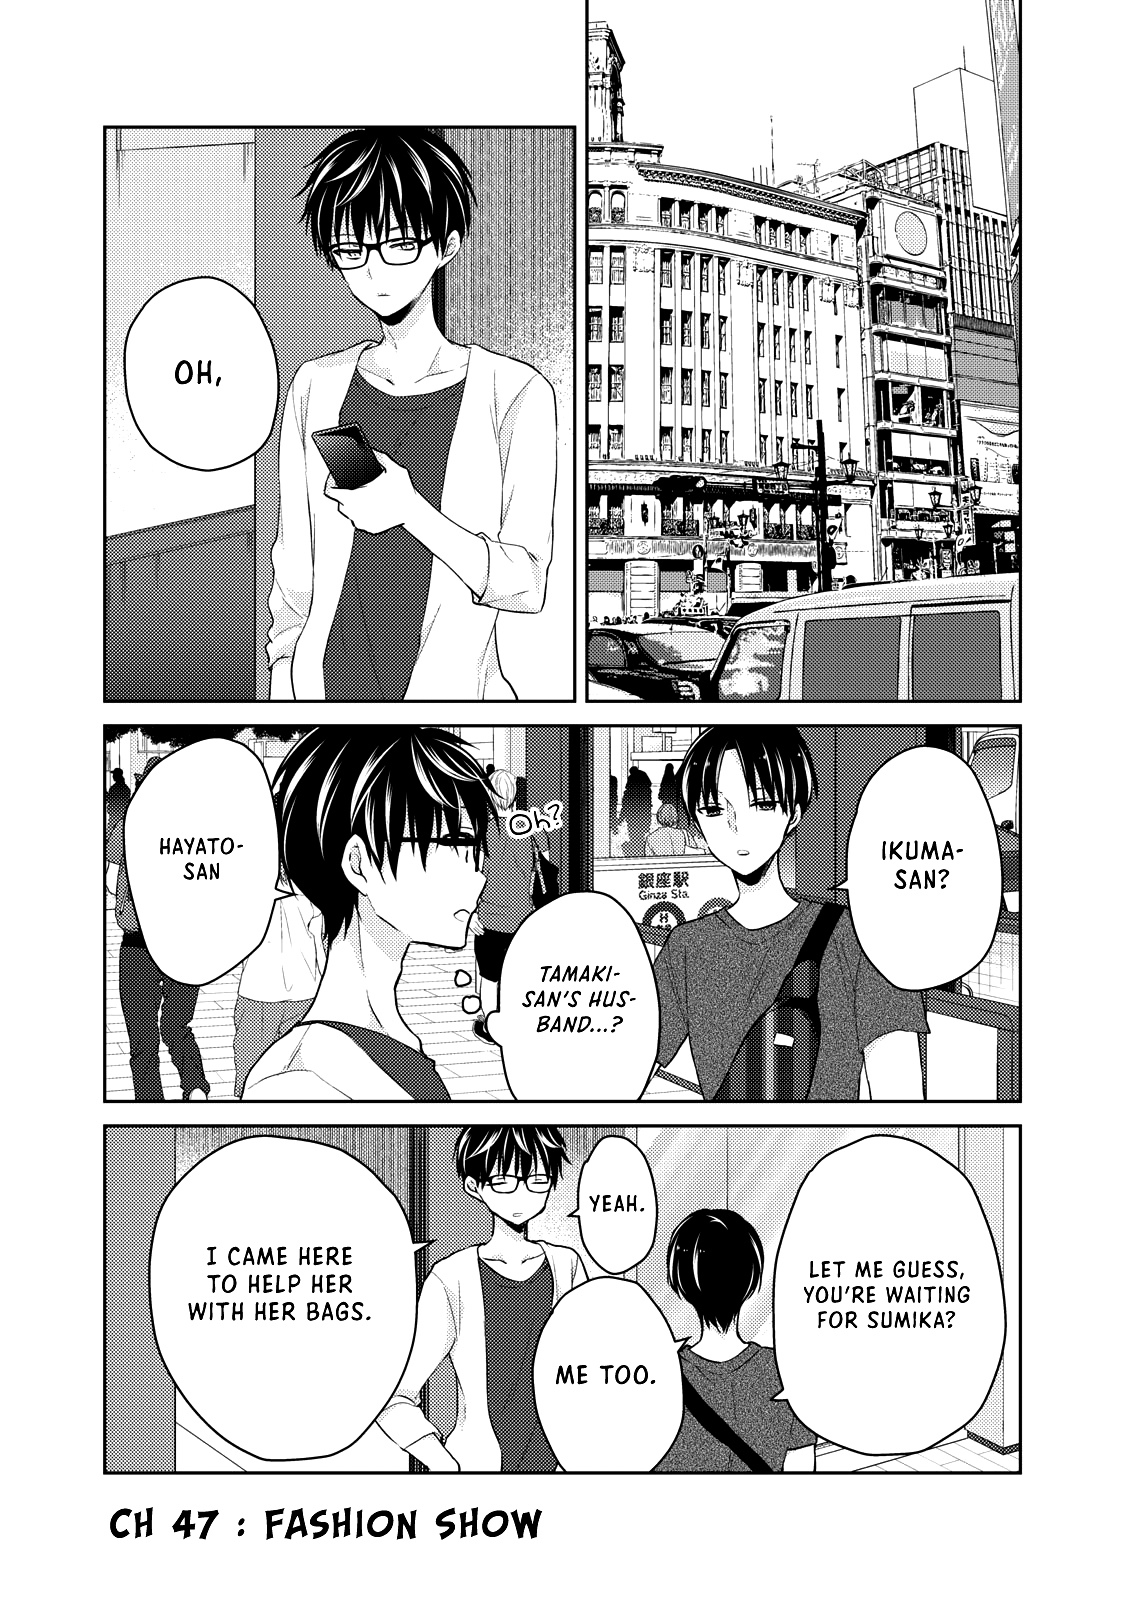 OH,
IKUMA-
SAN?
Oh?
銀座駅
Ginza Sta.
HAYATO-
SAN
TAMAKI-
SAN'S HUS-
BAND...?
LET ME GUESS,
YOU'RE WAITING
FOR SUMIKA?
YEAH.
ME TOO.
I CAME HERE
TO HELP HER
WITH HER BAGS.
CH 47 : FASHION SHOW